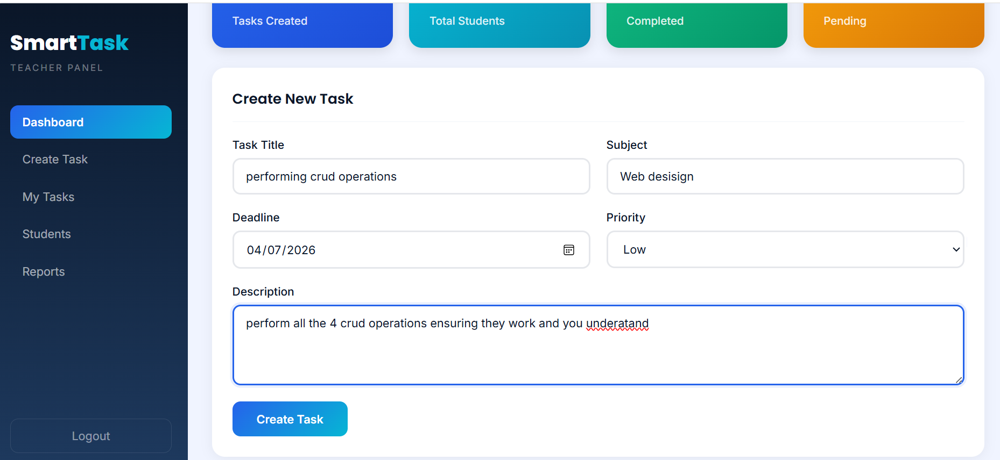 SmartTask
TEACHER PANEL
Dashboard
Create Task
My Tasks
Students
Reports
Logout
Tasks Created
Total Students
Completed
Pending
Create New Task
Task Title
Subject
performing crud operations
Web desisign
Deadline
Priority
04/07/2026
Low
Description
perform all the 4 crud operations ensuring they work and you underatand
Create Task